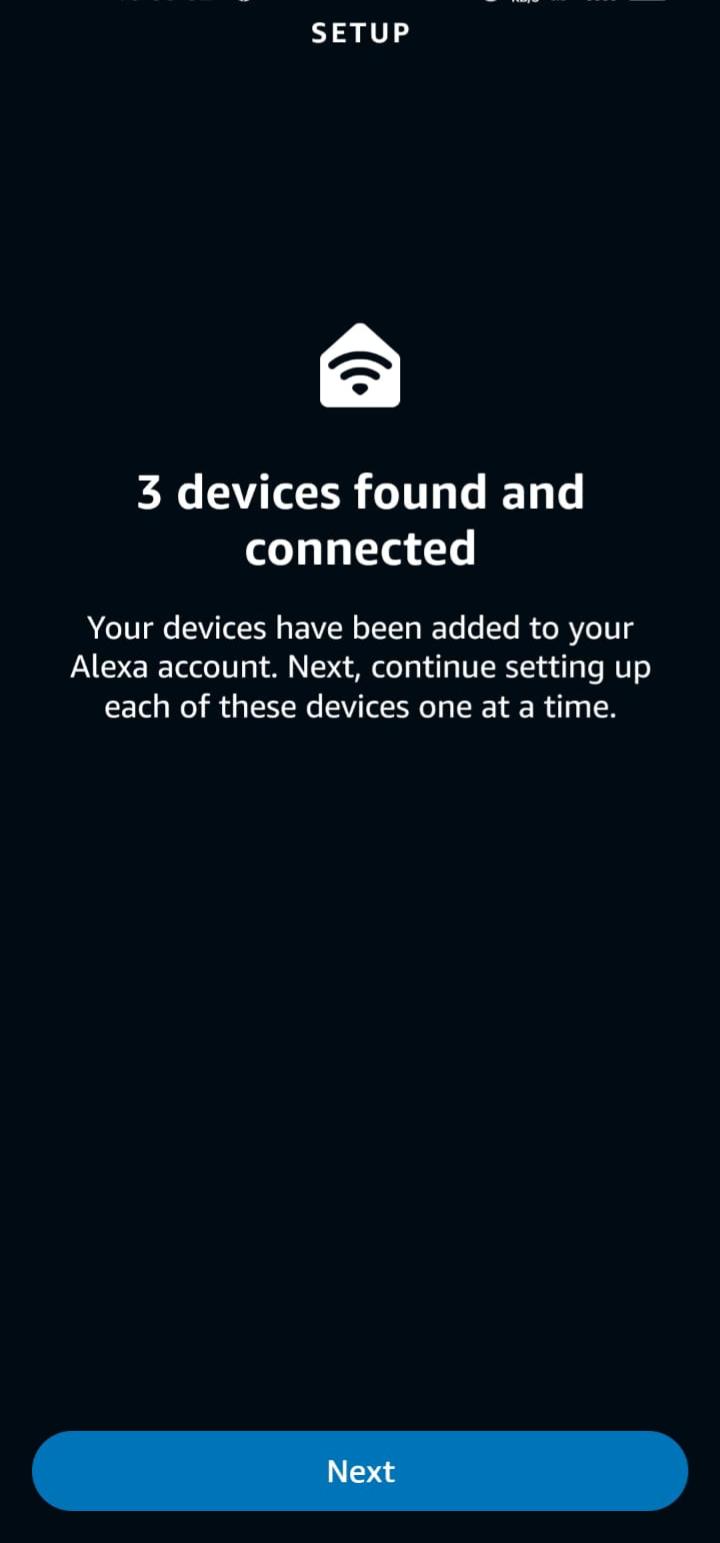 SETUP
3 devices found and
connected
Your devices have been added to your
Alexa account. Next, continue setting up
each of these devices one at a time.
Next